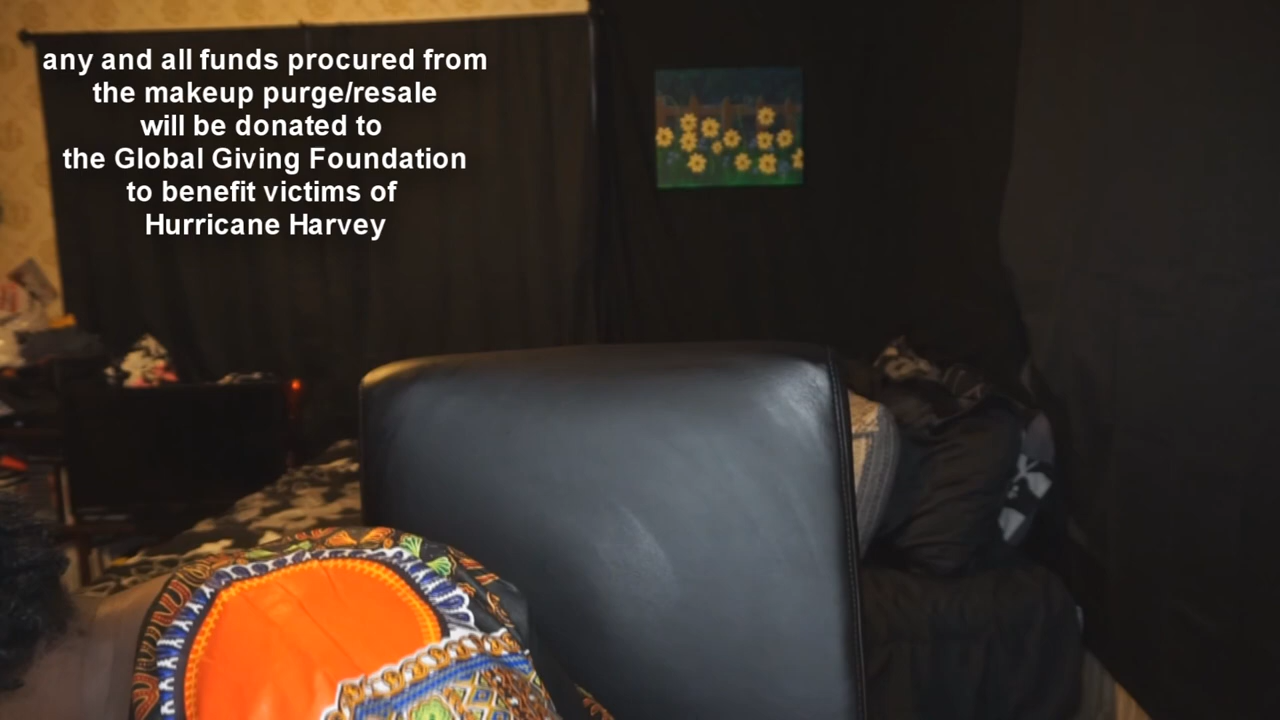 any and all funds procured from
the makeup purge/resale
will be donated to
the Global Giving Foundation
to benefit victims of
Hurricane Harvey